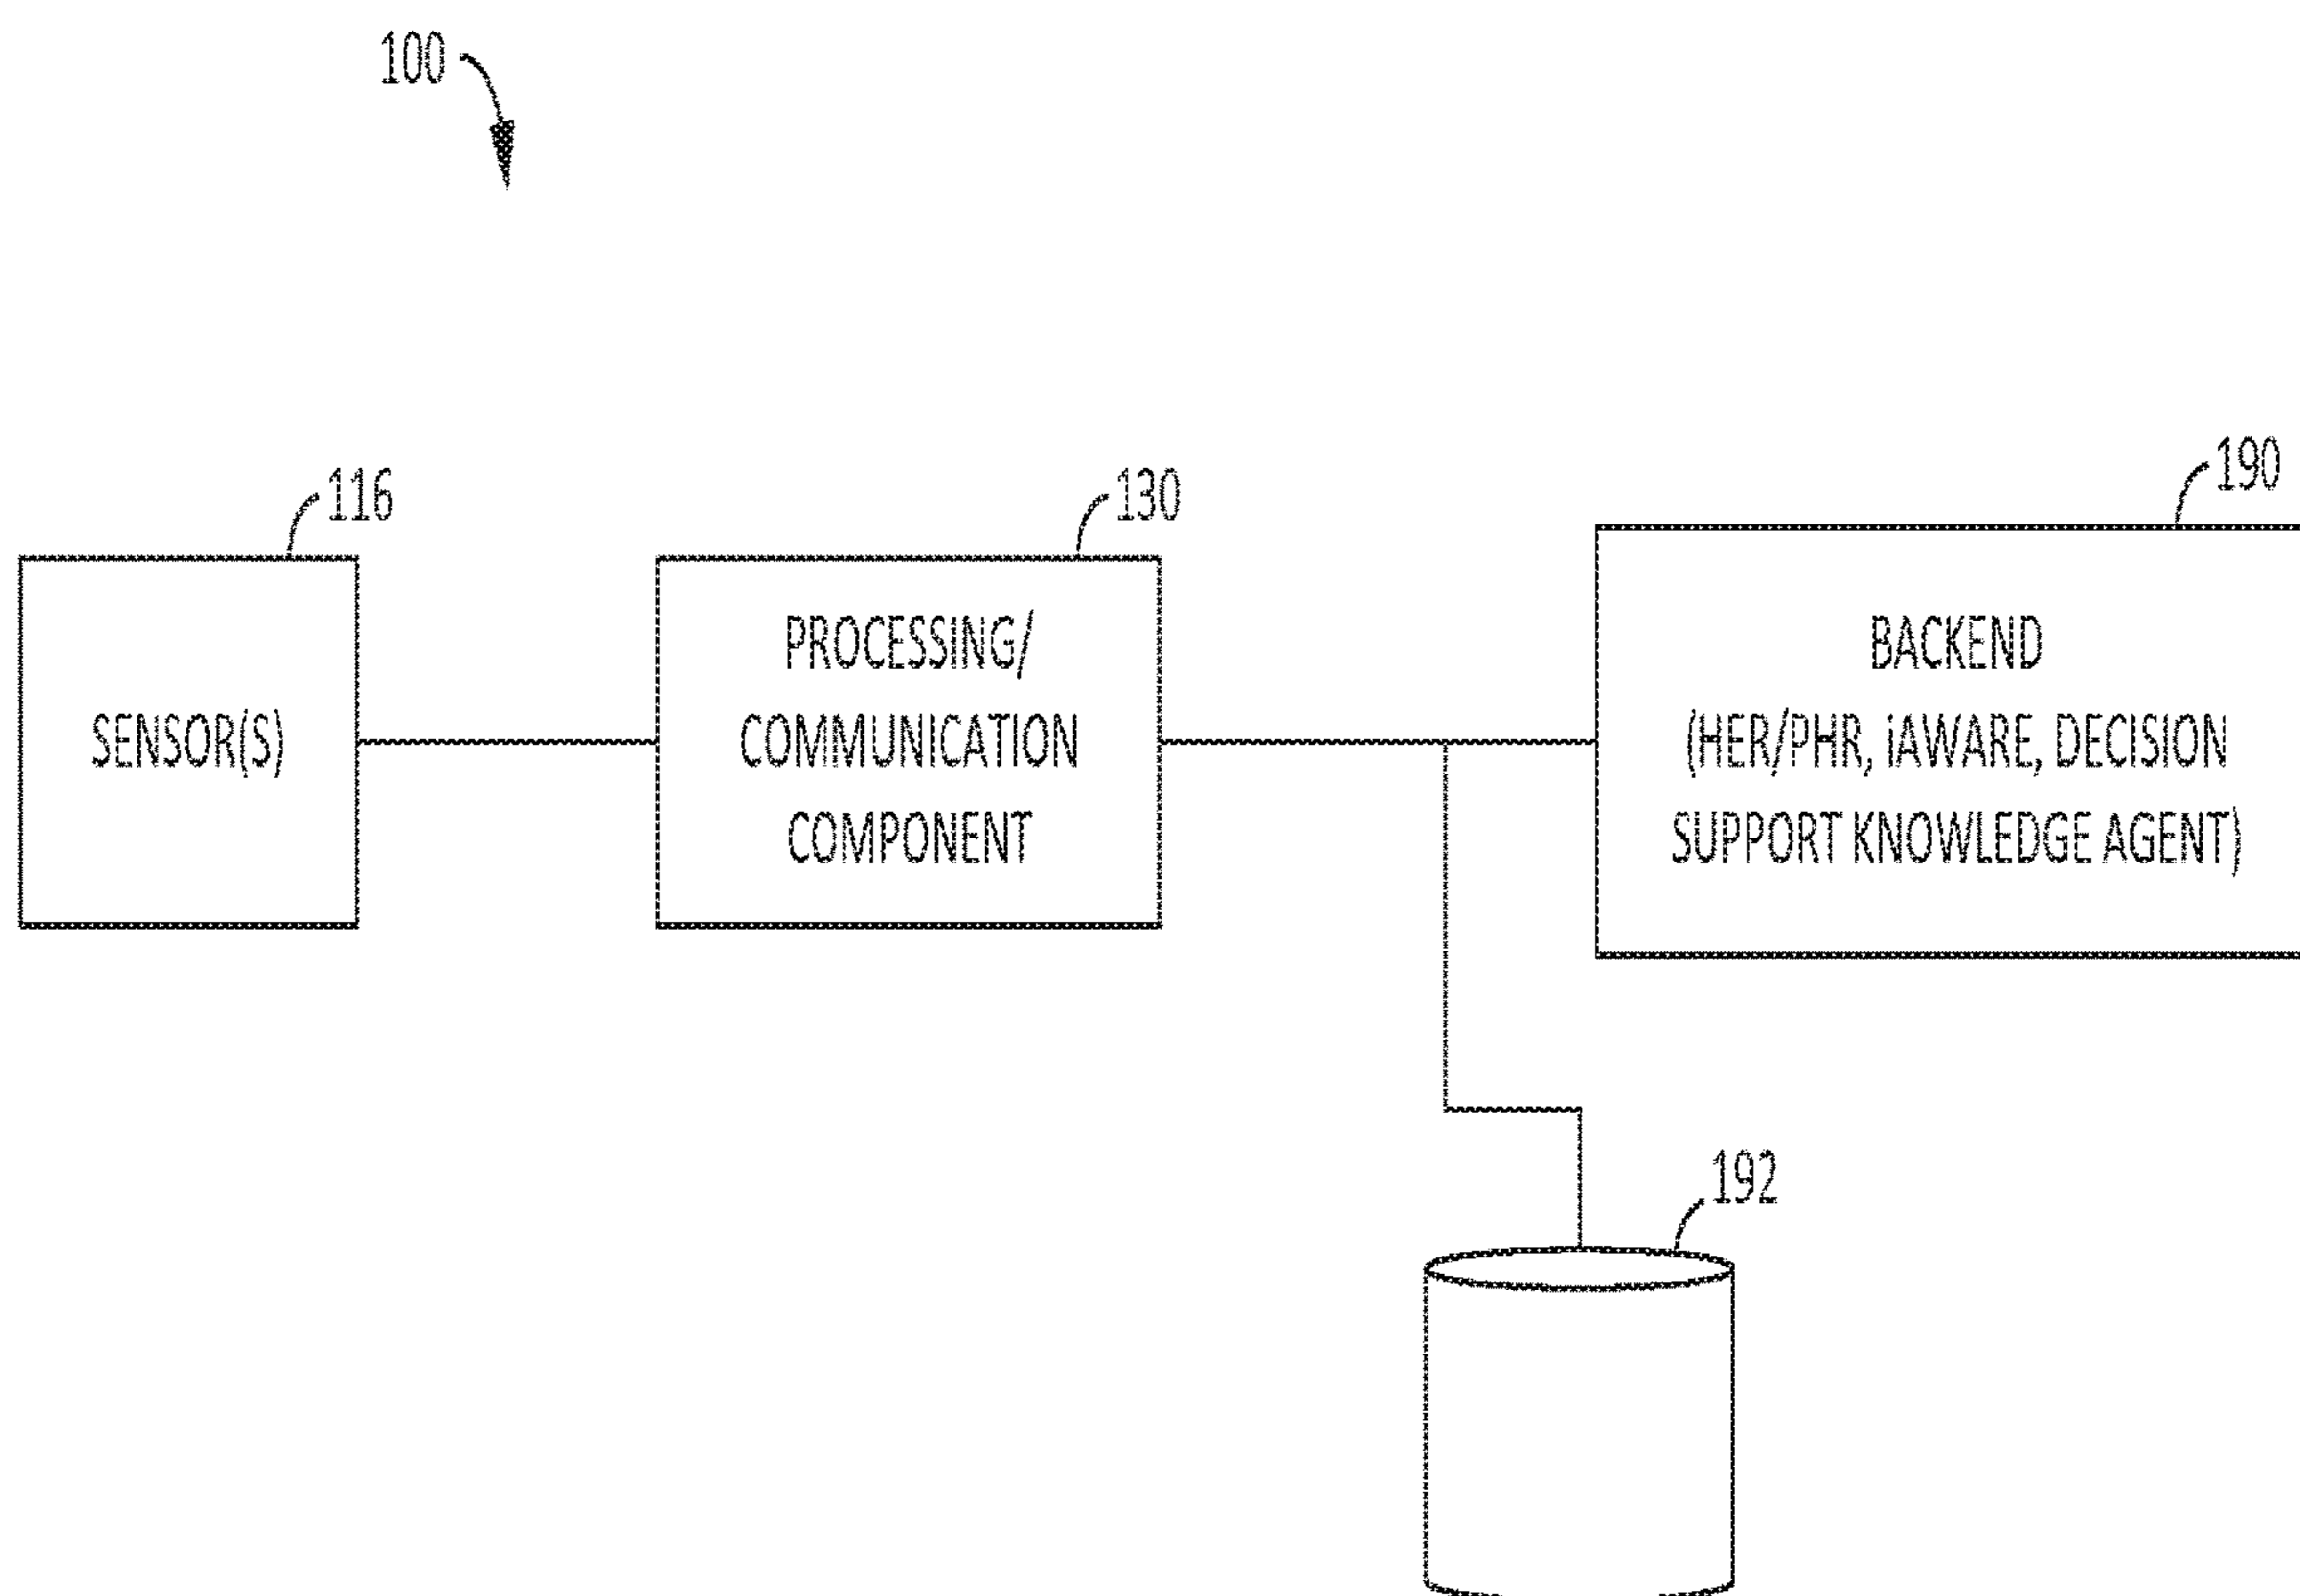 100
116
130
190
SENSOR(S)
PROCESSING/
COMMUNICATION
COMPONENT
BACKEND
(HER/PHR, iAWARE, DECISION
SUPPORT KNOWLEDGE AGENT)
192